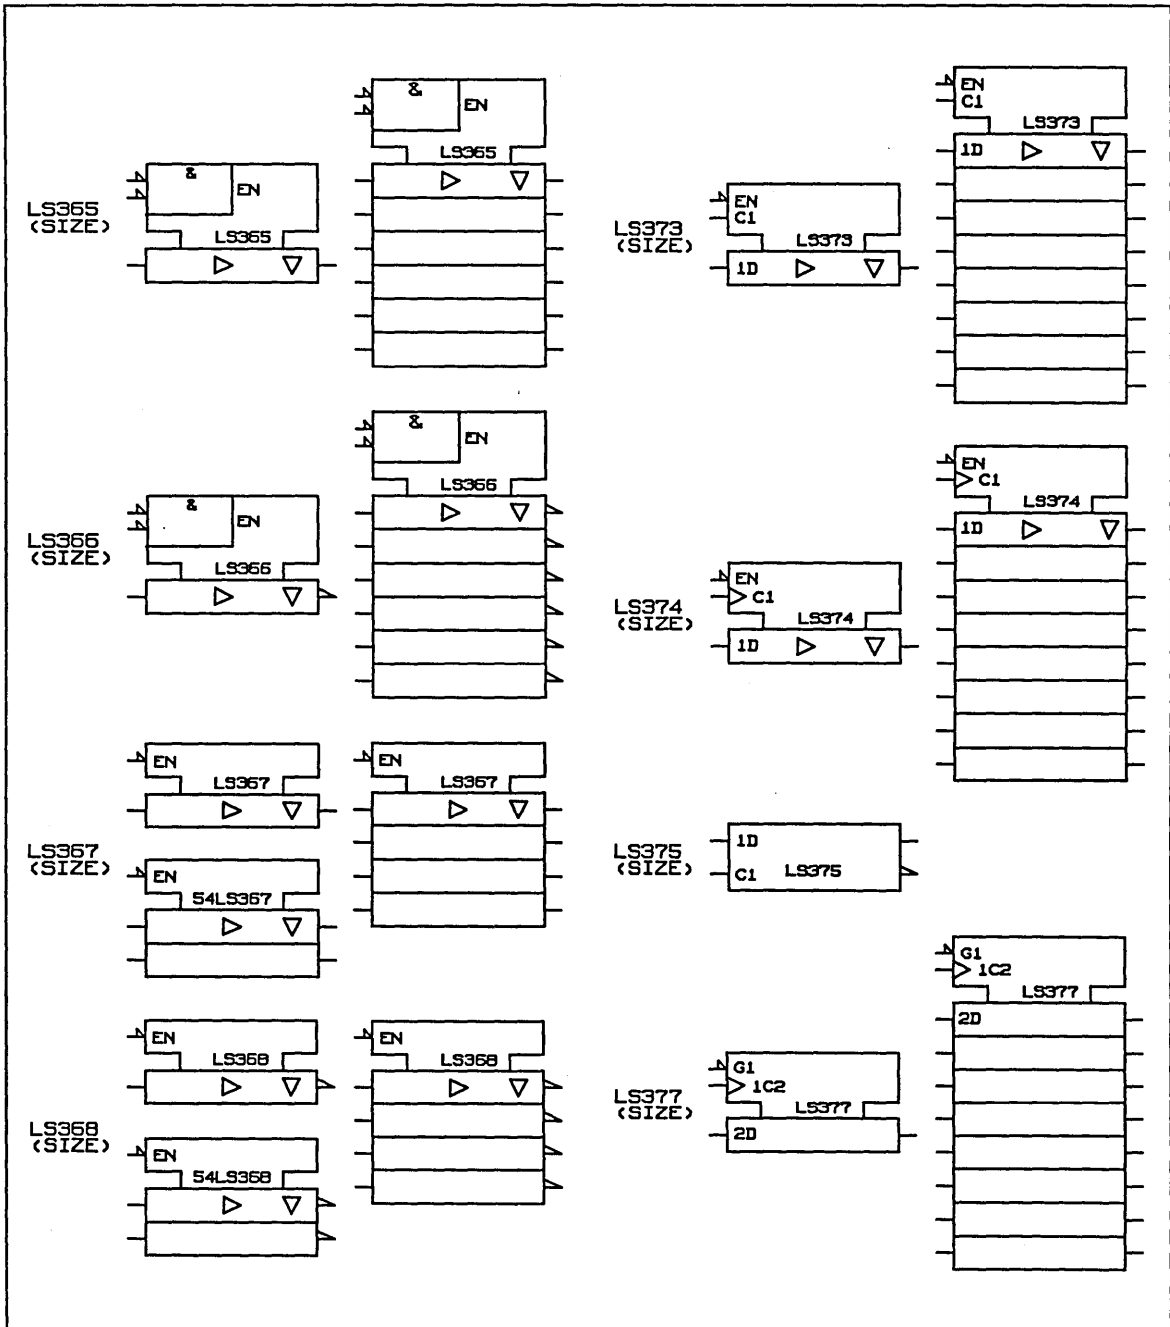 LS365
(SIZE)
&
EN
LS365
&
EN
LS365
LS366
(SIZE)
&
EN
LS366
&
EN
LS366
LS367
(SIZE)
EN
LS367
EN
54LS367
EN
LS367
LS368
(SIZE)
EN
LS368
EN
54LS368
EN
LS368
LS373
(SIZE)
EN
C1
LS373
1D
EN
C1
LS373
1D
LS374
(SIZE)
EN
C1
LS374
1D
EN
C1
LS374
1D
LS375
(SIZE)
1D
C1 LS375
LS377
(SIZE)
G1
1C2
LS377
2D
G1
1C2
LS377
2D